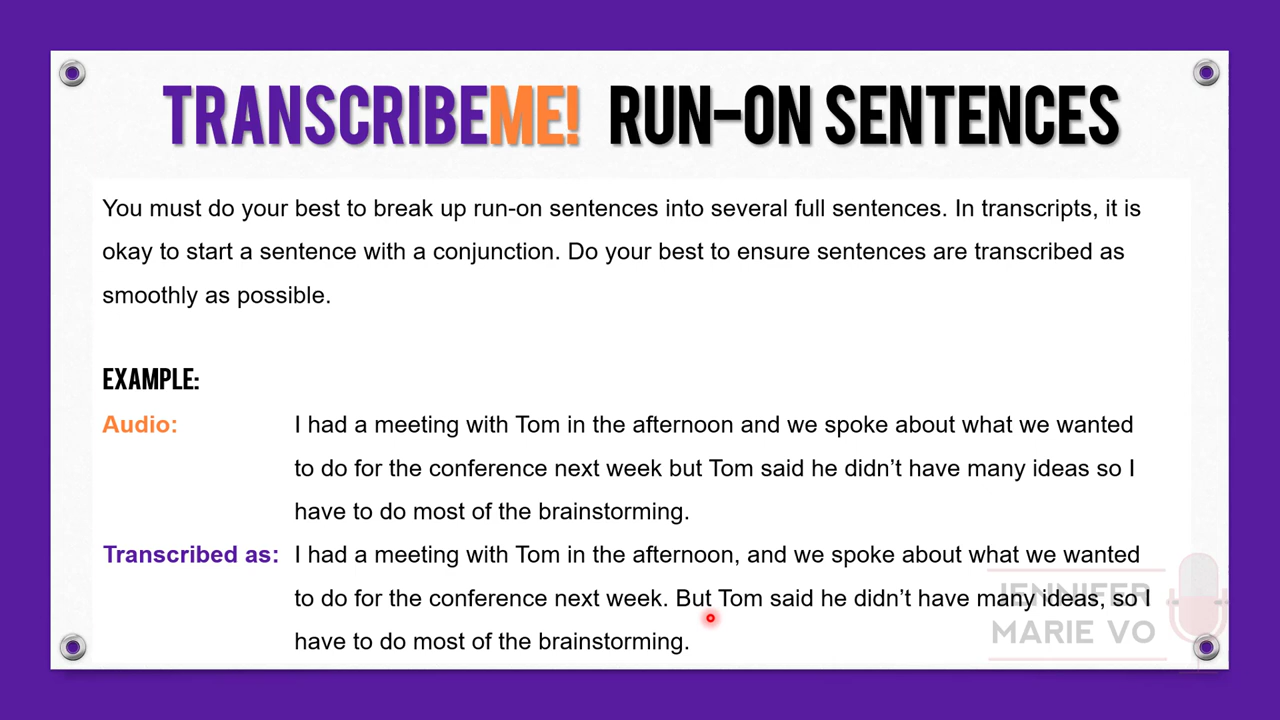 TRANSCRIBEME! RUN-ON SENTENCES
You must do your best to break up run-on sentences into several full sentences. In transcripts, it is
okay to start a sentence with a conjunction. Do your best to ensure sentences are transcribed as
smoothly as possible.
EXAMPLE:
Audio: I had a meeting with Tom in the afternoon and we spoke about what we wanted
to do for the conference next week but Tom said he didn’t have many ideas so I
have to do most of the brainstorming.
Transcribed as: I had a meeting with Tom in the afternoon, and we spoke about what we wanted
to do for the conference next week. But Tom said he didn’t have many ideas, so I
have to do most of the brainstorming.
JENNIFER
MARIE VO